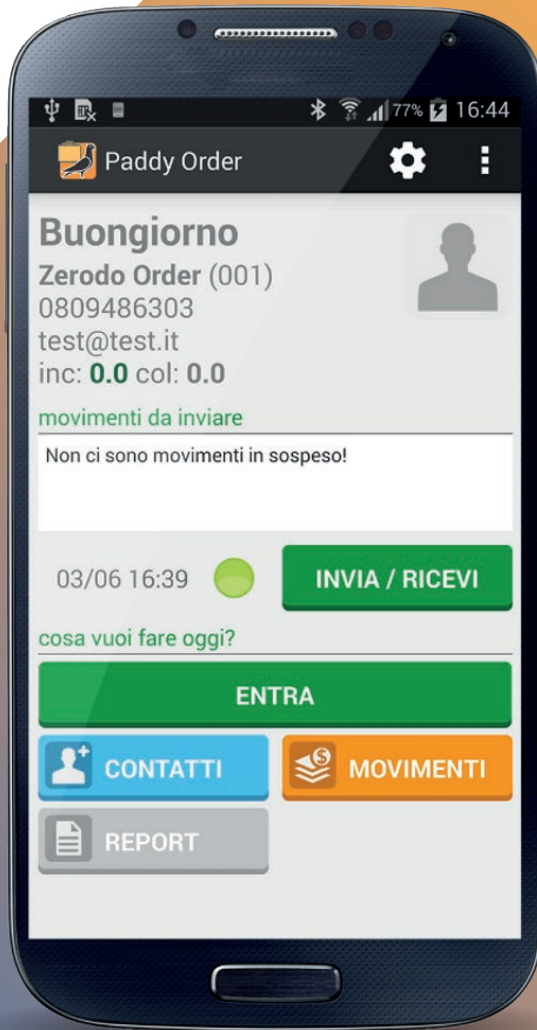 77% 16:44
Paddy Order
Buongiorno
Zerodo Order (001)
0809486303
test@test.it
inc: 0.0 col: 0.0
movimenti da inviare
Non ci sono movimenti in sospeso!
03/06 16:39
INVIA / RICEVI
cosa vuoi fare oggi?
ENTRA
CONTATTI
MOVIMENTI
REPORT